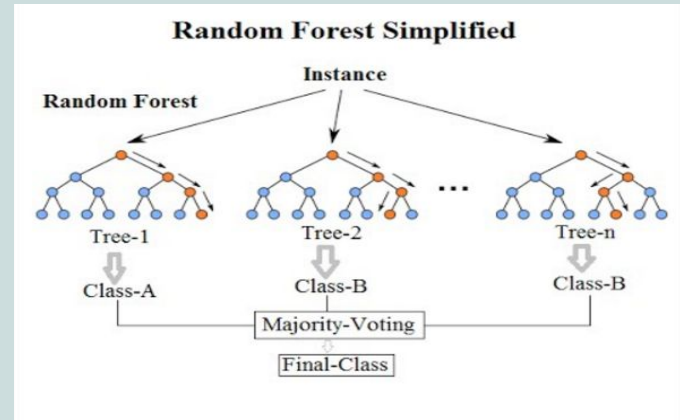 Random Forest Simplified
Instance
Random Forest
...
Tree-1
Tree-2
Tree-n
Class-A
Class-B
Class-B
Majority-Voting
Final-Class